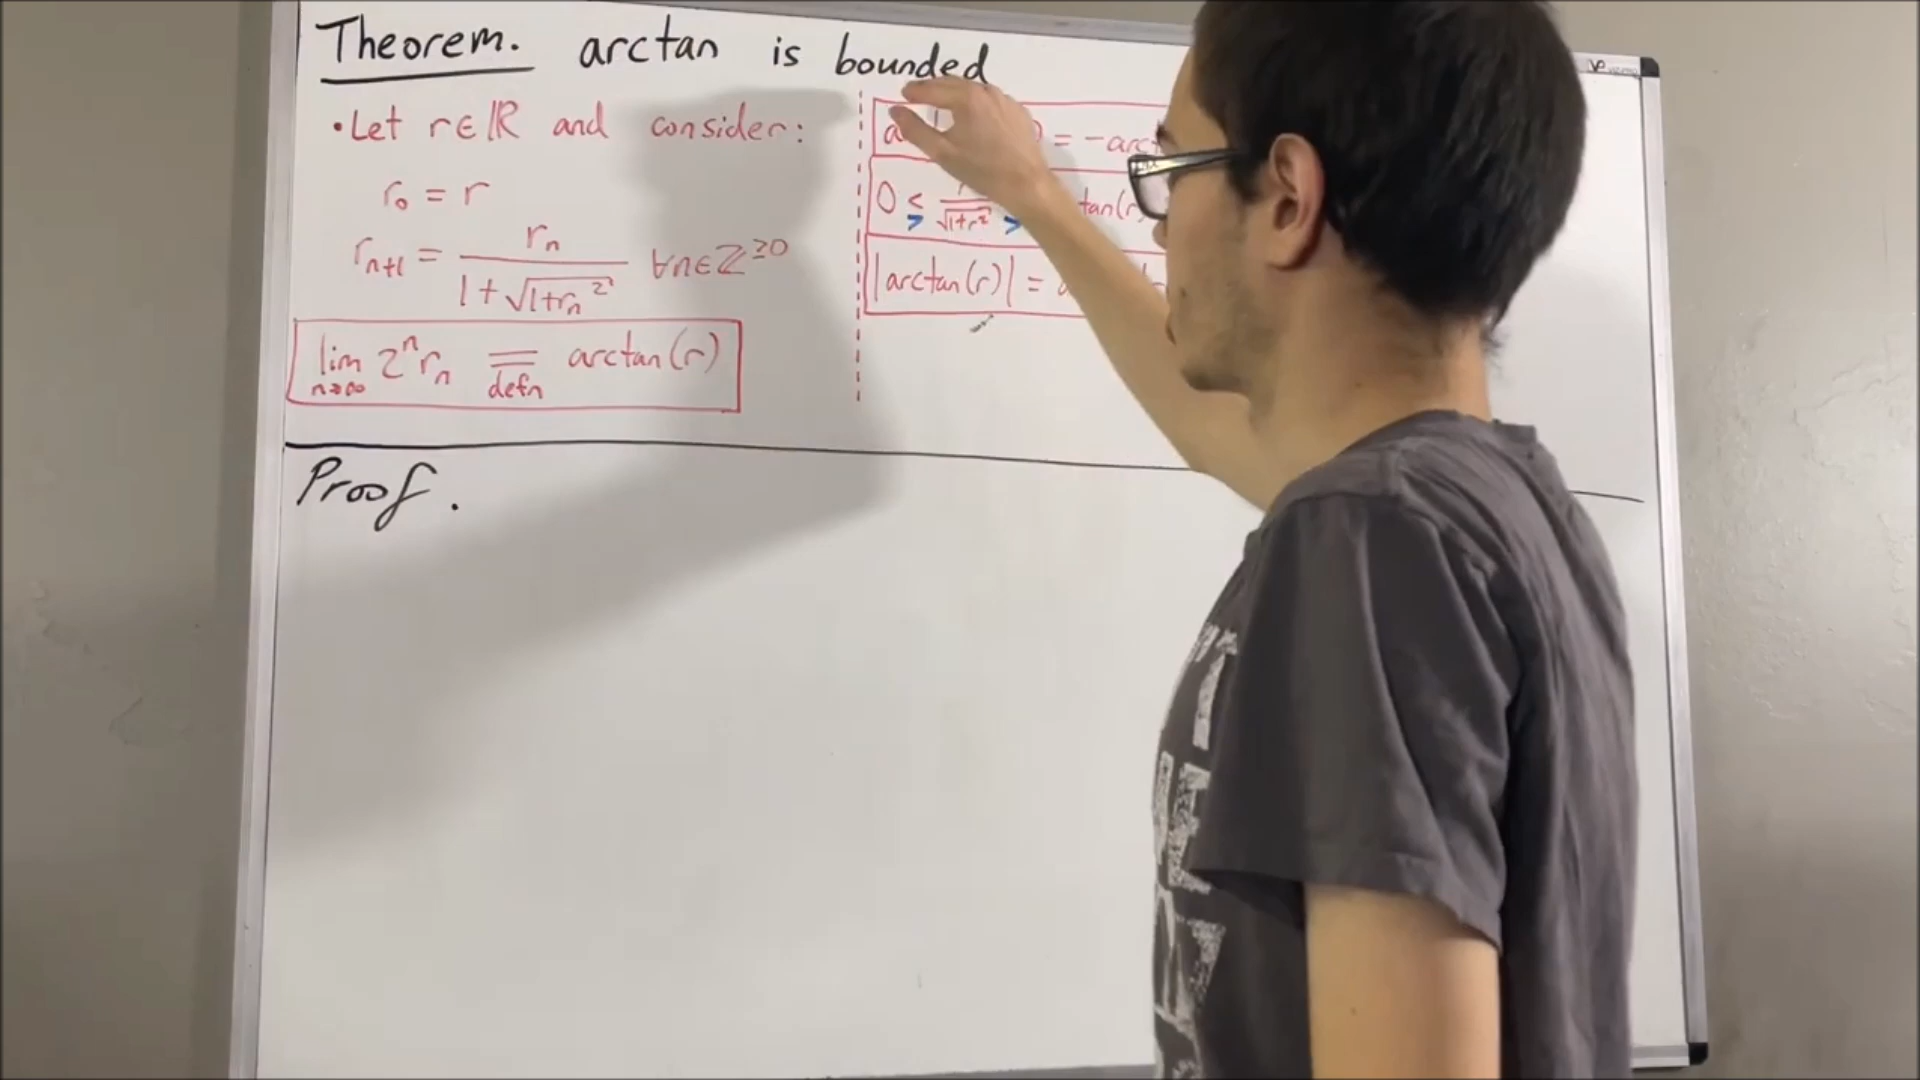 Theorem. arctan is bounded
• Let r ∈ ℝ and consider:
r₀ = r
rₙ₊₁ = rₙ / (1 + √(1 + rₙ²)) ∀n ∈ ℤ^≥0
lim n→∞ 2ⁿ rₙ = defn arctan(r)
= -arct
0 < > / √(1+r²) > tan(r)
|arctan(r)| =
Proof.